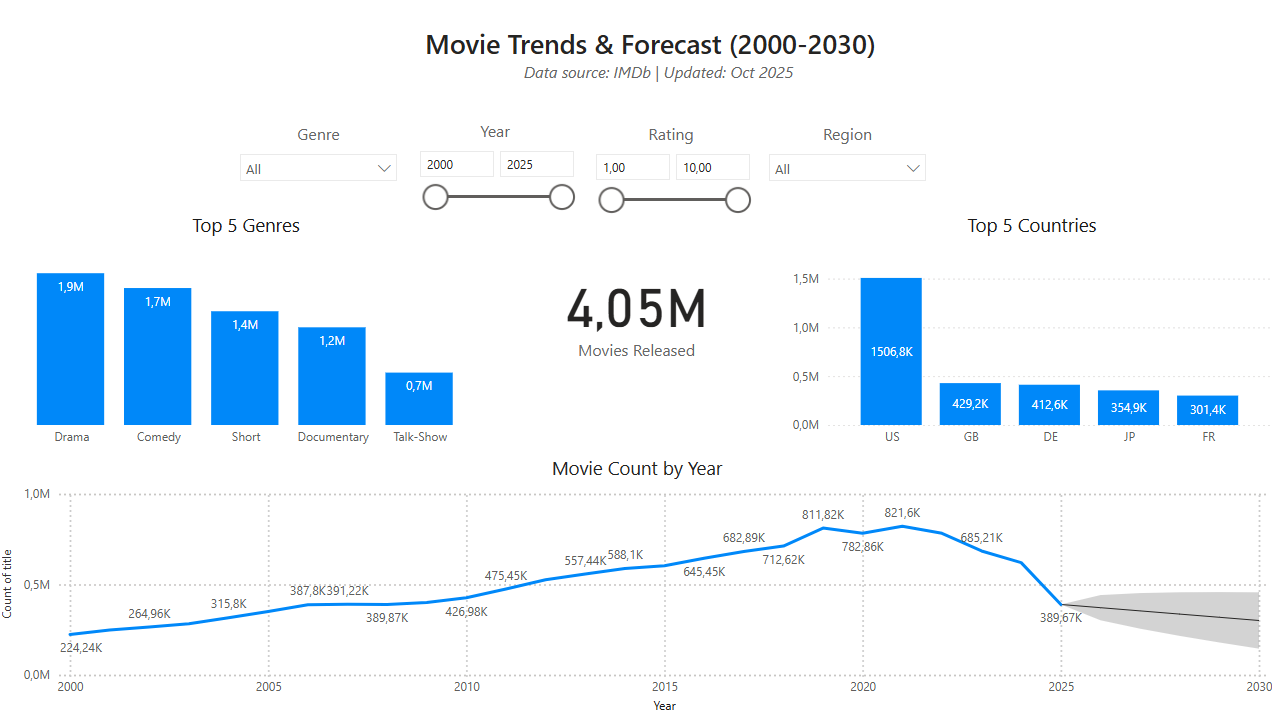 Movie Trends & Forecast (2000-2030)
Data source: IMDb | Updated: Oct 2025
Genre
All
Year
2000 2025
Rating
1,00 10,00
Region
All
Top 5 Genres
1,9M
1,7M
1,4M
1,2M
0,7M
Drama Comedy Short Documentary Talk-Show
4,05M
Movies Released
Top 5 Countries
1,5M
1,0M
0,5M
0,0M
1506,8K
429,2K
412,6K
354,9K
301,4K
US GB DE JP FR
Movie Count by Year
Count of title
1,0M
0,5M
0,0M
224,24K
264,96K
315,8K
387,8K
391,22K
389,87K
426,98K
475,45K
557,44K
588,1K
645,45K
682,89K
712,62K
811,82K
782,86K
821,6K
685,21K
389,67K
2000 2005 2010 2015 2020 2025 2030
Year